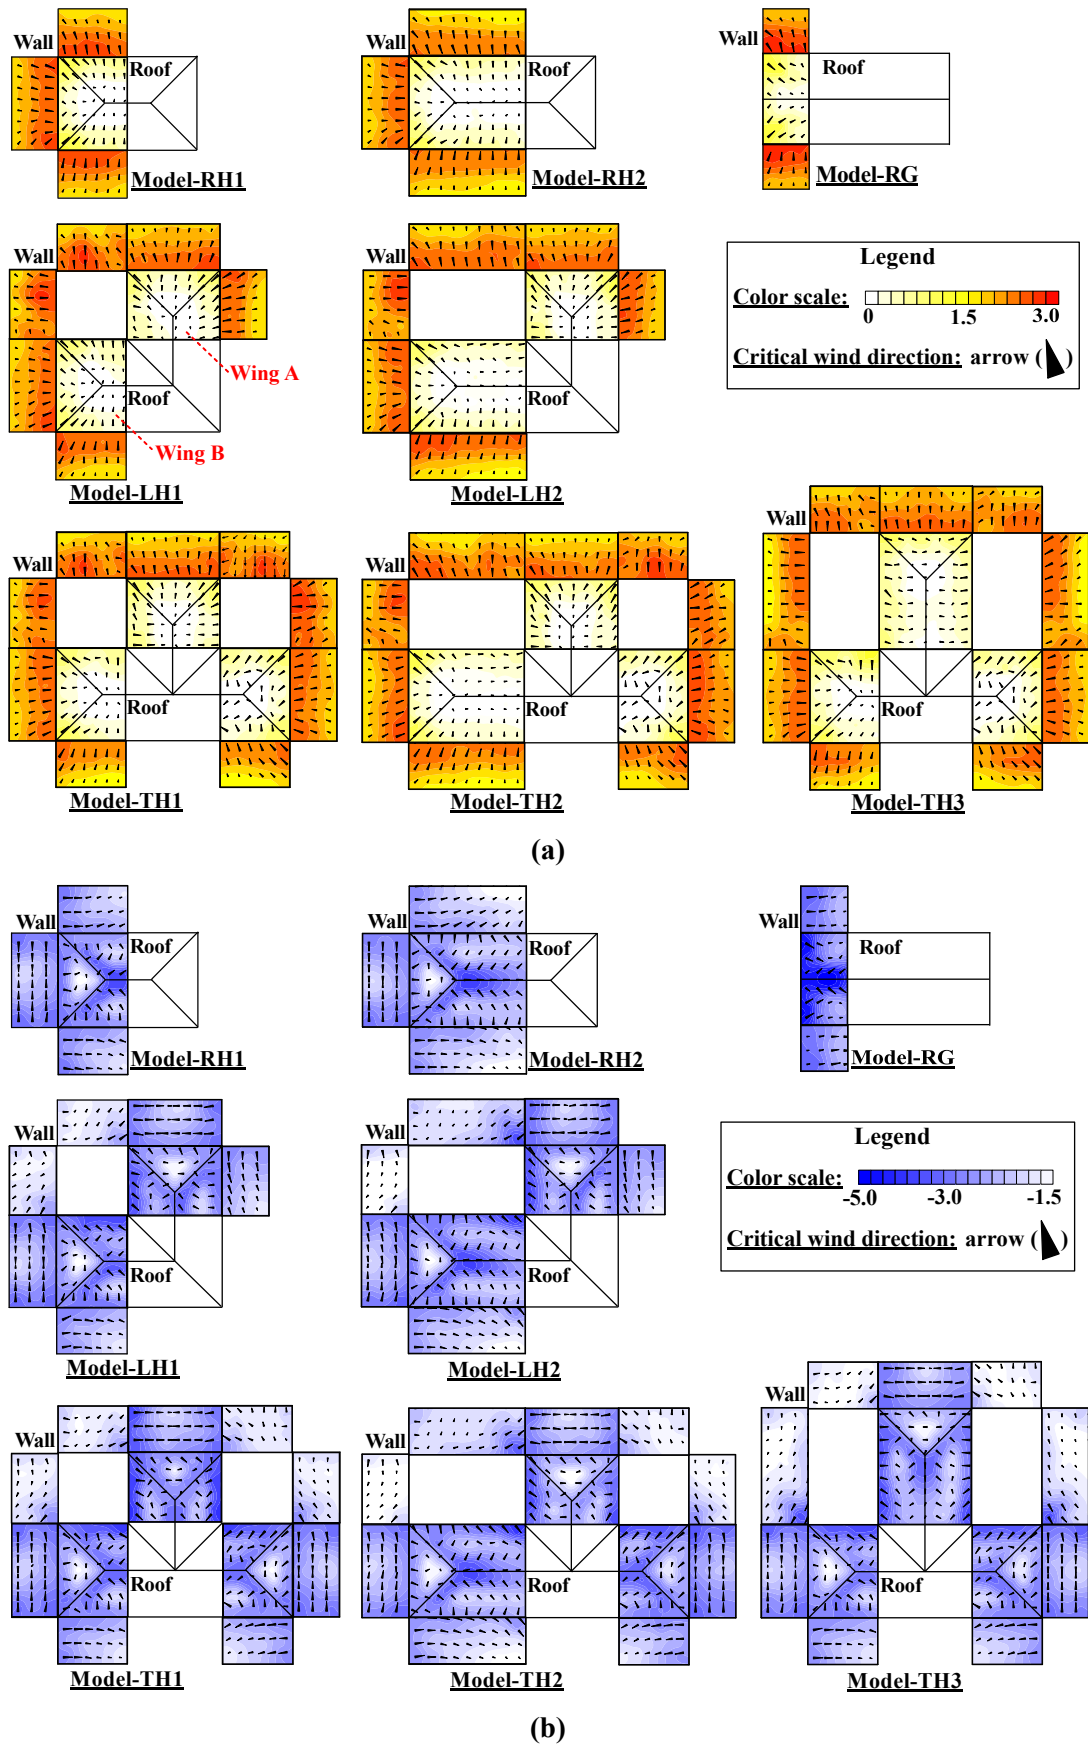 Wall
Roof
Model-RH1
Roof
Model-RH2
Wall
Roof
Model-RG
Wall
Wing A
Roof
Wing B
Model-LH1
Roof
Model-LH2
Legend
Color scale:
0 1.5 3.0
Critical wind direction: arrow ( )
Wall
Roof
Model-TH1
Wall
Roof
Model-TH2
Wall
Roof
Model-TH3
(a)
Wall
Roof
Model-RH1
Wall
Roof
Model-RH2
Wall
Roof
Model-RG
Wall
Roof
Model-LH1
Wall
Roof
Model-LH2
Legend
Color scale:
-5.0 -3.0 -1.5
Critical wind direction: arrow ( )
Wall
Roof
Model-TH1
Wall
Roof
Model-TH2
Wall
Roof
Model-TH3
(b)